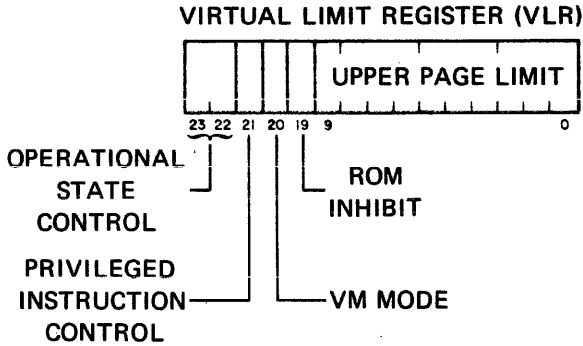 VIRTUAL LIMIT REGISTER (VLR)
UPPER PAGE LIMIT
23 22 21 20 19 9 0
OPERATIONAL
STATE
CONTROL
ROM
INHIBIT
PRIVILEGED
INSTRUCTION
CONTROL
VM MODE